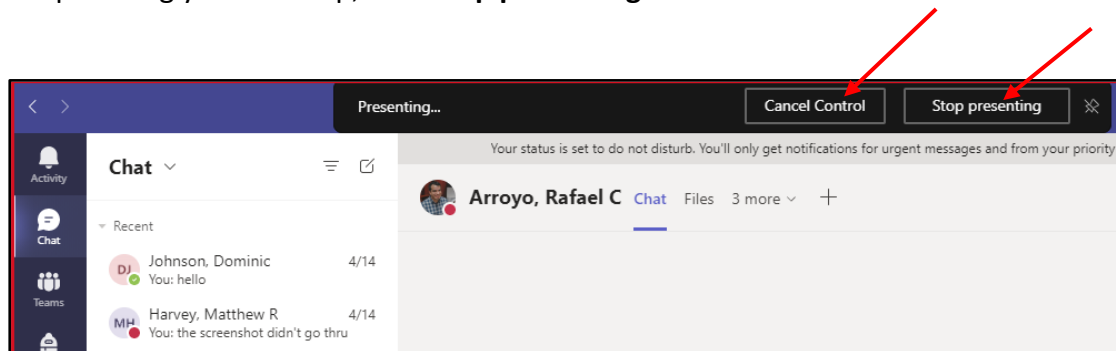 Presenting...
Cancel Control
Stop presenting
Your status is set to do not disturb. You'll only get notifications for urgent messages and from your priority
Activity
Chat
Arroyo, Rafael C Chat Files 3 more
Chat
Recent
DJ
Johnson, Dominic 4/14
You: hello
Teams
MH
Harvey, Matthew R 4/14
You: the screenshot didn't go thru